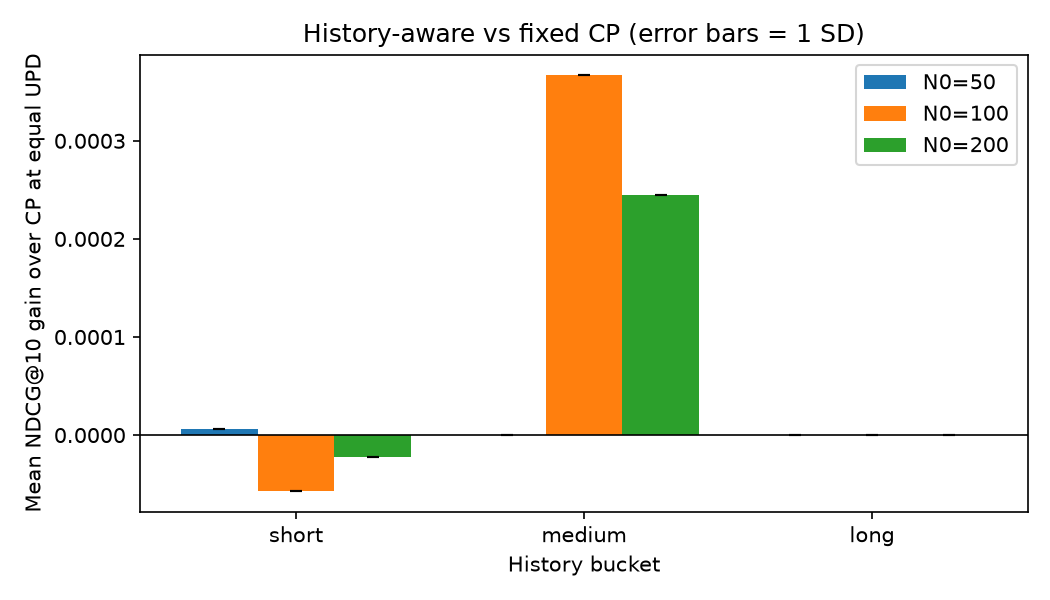 History-aware vs fixed CP (error bars = 1 SD)
Mean NDCG@10 gain over CP at equal UPD
0.0003
0.0002
0.0001
0.0000
N0=50
N0=100
N0=200
short
medium
long
History bucket